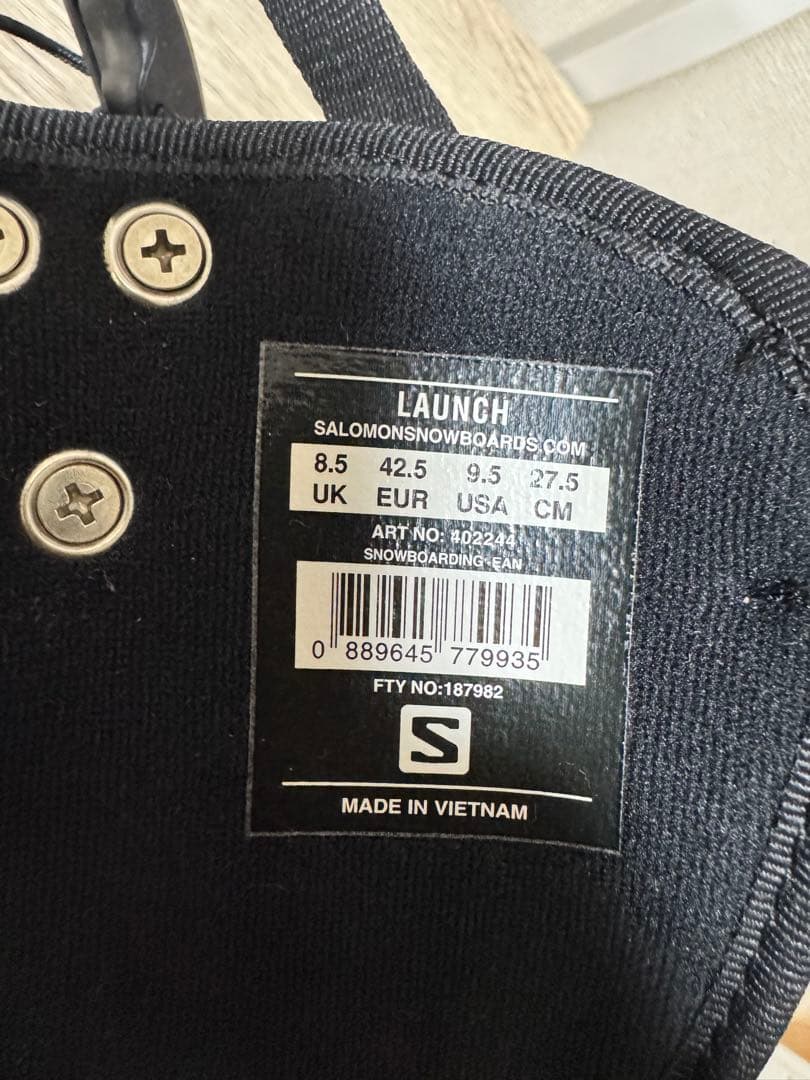 LAUNCH
SALOMONSNOWBOARDS.COM
8.5 42.5 9.5 27.5
UK EUR USA CM
ART NO: 402244
SNOWBOARDING-EAN
0 889645 779935
FTY NO:187982
S
MADE IN VIETNAM